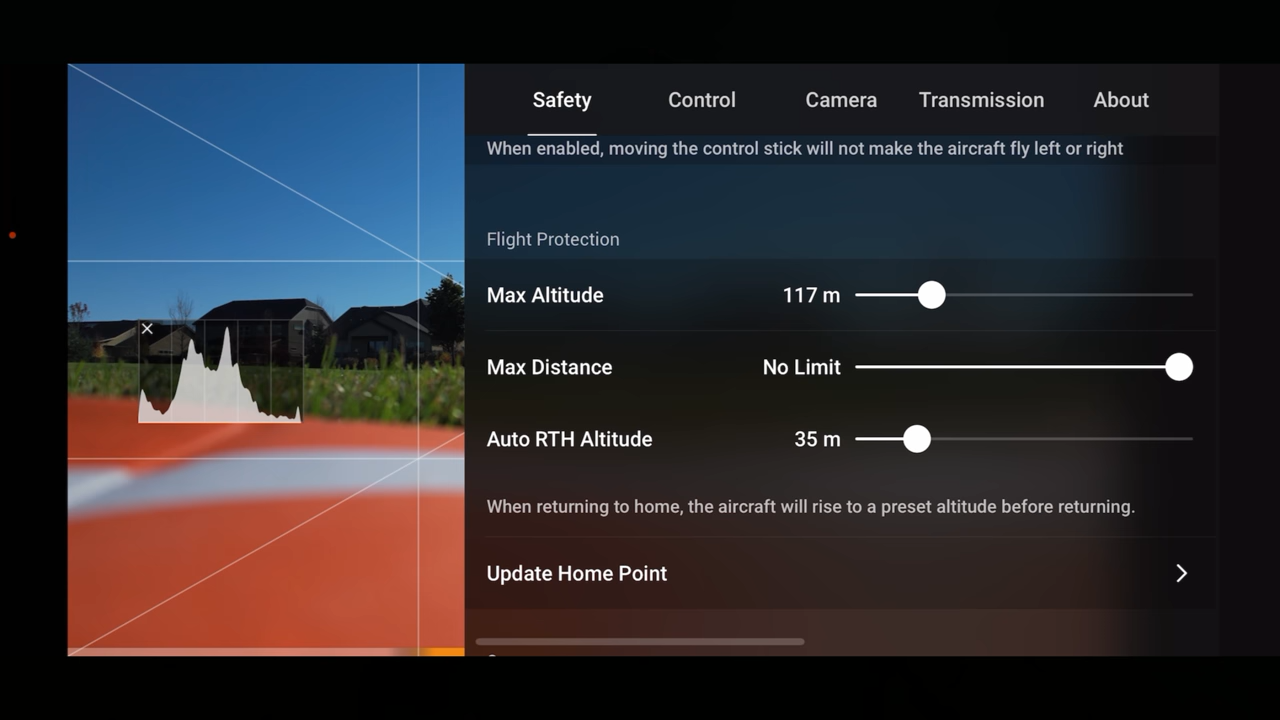 Safety Control Camera Transmission About
When enabled, moving the control stick will not make the aircraft fly left or right
Flight Protection
Max Altitude 117 m
Max Distance No Limit
Auto RTH Altitude 35 m
When returning to home, the aircraft will rise to a preset altitude before returning.
Update Home Point